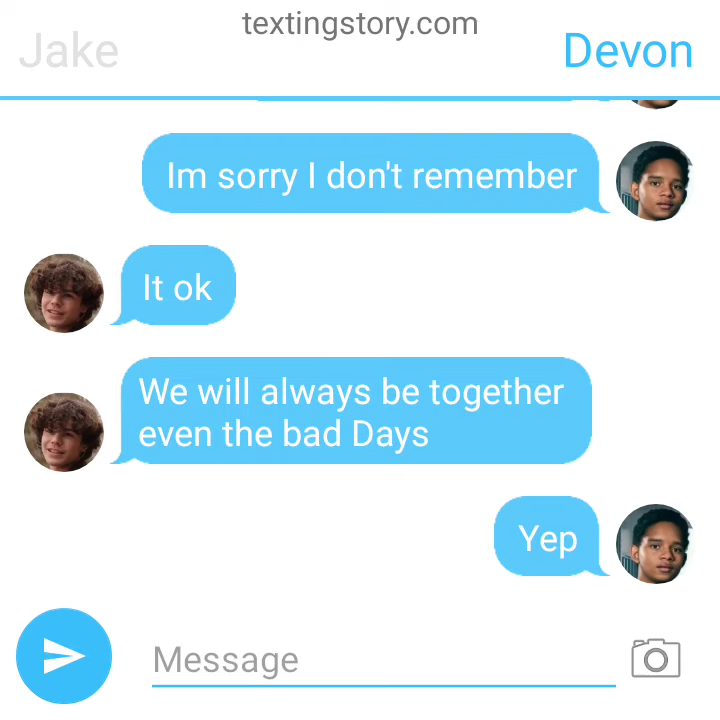 textingstory.com
Jake
Devon
Im sorry I don't remember
It ok
We will always be together
even the bad Days
Yep
Message